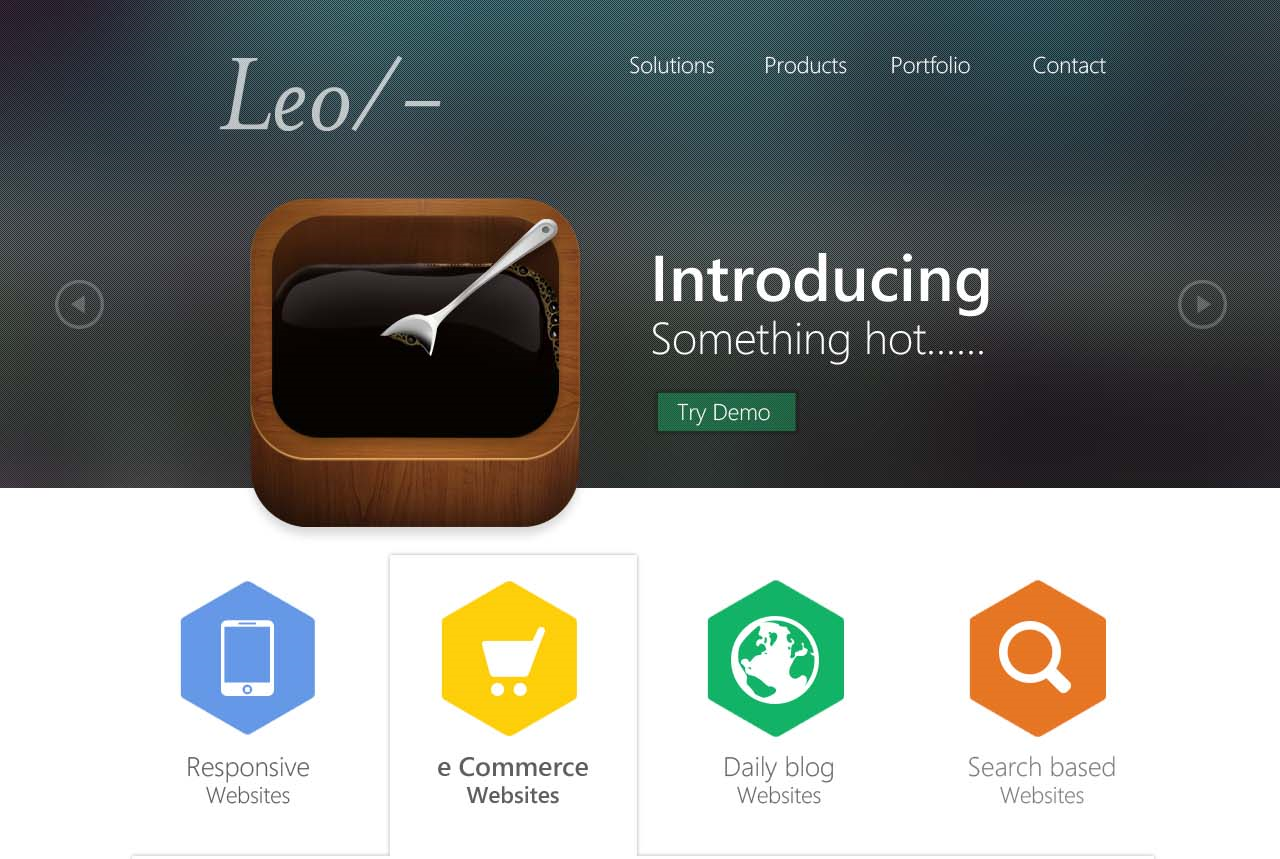 Leo/-
Solutions Products Portfolio Contact
Introducing
Something hot......
Try Demo
Responsive
Websites
e Commerce
Websites
Daily blog
Websites
Search based
Websites